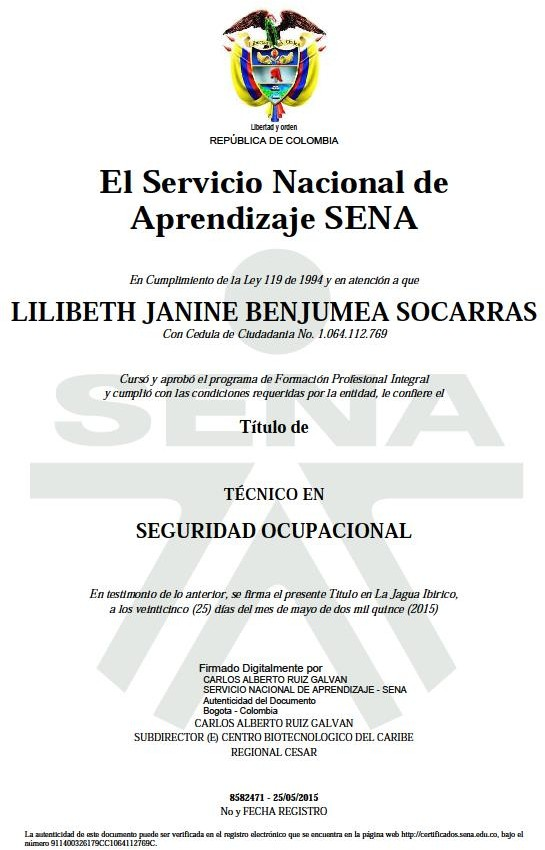 Libertad y Orden
Libertad y orden
REPÚBLICA DE COLOMBIA
El Servicio Nacional de
Aprendizaje SENA
En Cumplimiento de la Ley 119 de 1994 y en atención a que
LILIBETH JANINE BENJUMEA SOCARRAS
Con Cedula de Ciudadania No. 1.064.112.769
Cursó y aprobó el programa de Formación Profesional Integral
y cumplió con las condiciones requeridas por la entidad, le confiere el
SENA
Título de
TÉCNICO EN
SEGURIDAD OCUPACIONAL
En testimonio de lo anterior, se firma el presente Título en La Jagua Ibirico,
a los veinticinco (25) días del mes de mayo de dos mil quince (2015)
Firmado Digitalmente por
CARLOS ALBERTO RUIZ GALVAN
SERVICIO NACIONAL DE APRENDIZAJE - SENA
Autenticidad del Documento
Bogota - Colombia
CARLOS ALBERTO RUIZ GALVAN
SUBDIRECTOR (E) CENTRO BIOTECNOLOGICO DEL CARIBE
REGIONAL CESAR
8582471 - 25/05/2015
No y FECHA REGISTRO
La autenticidad de este documento puede ser verificada en el registro electrónico que se encuentra en la página web http://certificados.sena.edu.co, bajo el
número 911400326179CC1064112769C.